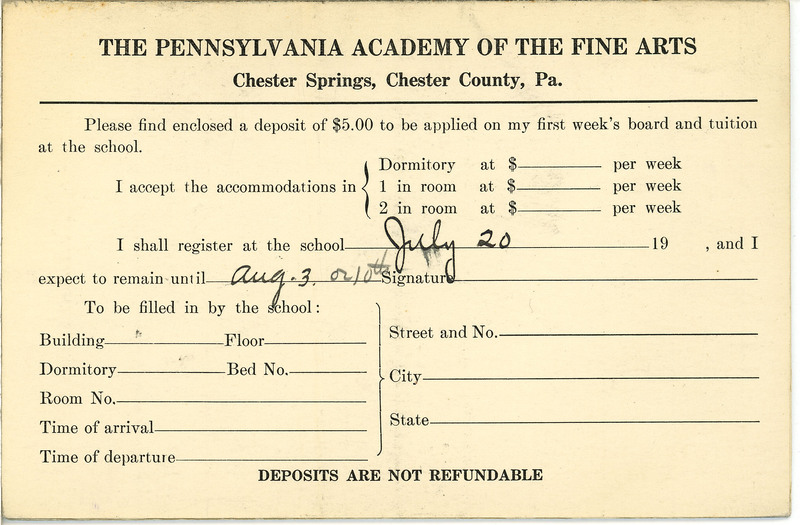 THE PENNSYLVANIA ACADEMY OF THE FINE ARTS
Chester Springs, Chester County, Pa.
Please find enclosed a deposit of $5.00 to be applied on my first week's board and tuition
at the school.
I accept the accommodations in
Dormitory at $ per week
1 in room at $ per week
2 in room at $ per week
I shall register at the school July 20 19 , and I
expect to remain until Aug. 3. or 10th Signature
To be filled in by the school:
Building Floor
Dormitory Bed No.
Room No.
Time of arrival
Time of departure
Street and No.
City
State
DEPOSITS ARE NOT REFUNDABLE